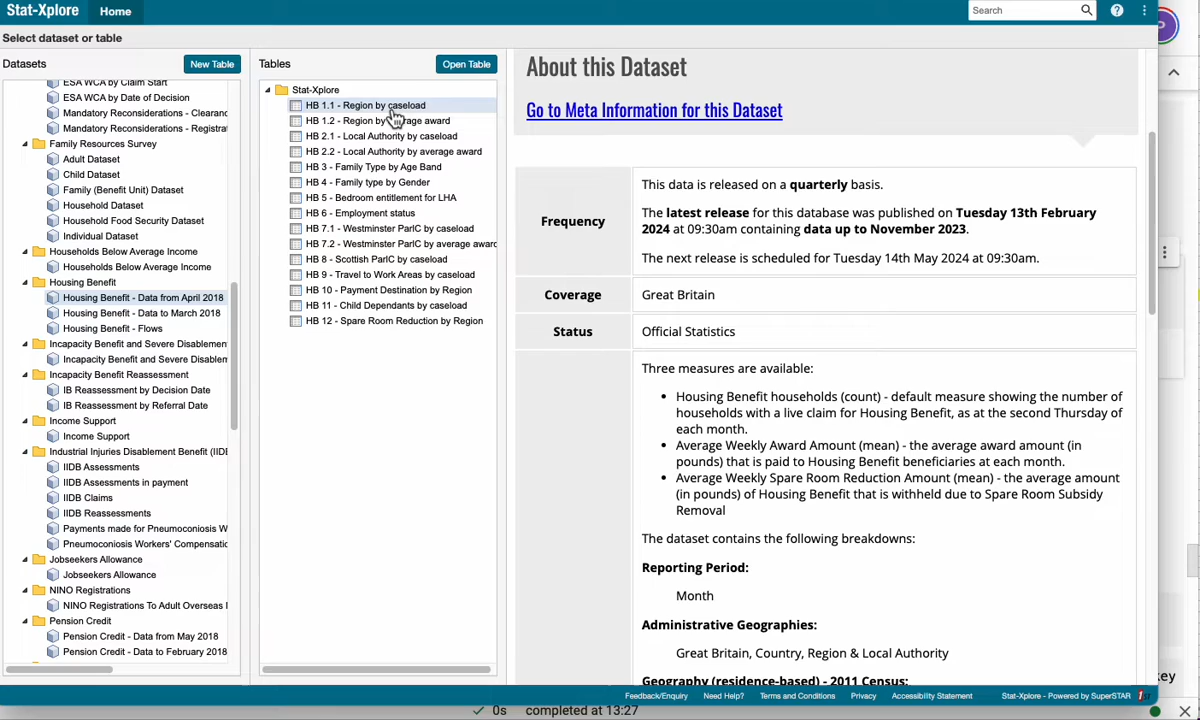 Stat-Xplore
Home
Search
Select dataset or table
Datasets
New Table
ESA WCA by Claim Start
ESA WCA by Date of Decision
Mandatory Reconsiderations - Clearanc
Mandatory Reconsiderations - Registrat
Family Resources Survey
Adult Dataset
Child Dataset
Family (Benefit Unit) Dataset
Household Dataset
Household Food Security Dataset
Individual Dataset
Households Below Average Income
Households Below Average Income
Housing Benefit
Housing Benefit - Data from April 2018
Housing Benefit - Data to March 2018
Housing Benefit - Flows
Incapacity Benefit and Severe Disablemen
Incapacity Benefit and Severe Disablen
Incapacity Benefit Reassessment
IB Reassessment by Decision Date
IB Reassessment by Referral Date
Income Support
Income Support
Industrial Injuries Disablement Benefit (IIDE
IIDB Assessments
IIDB Assessments in payment
IIDB Claims
IIDB Reassessments
Payments made for Pneumoconiosis W
Pneumoconiosis Workers' Compensatic
Jobseekers Allowance
Jobseekers Allowance
NINO Registrations
NINO Registrations To Adult Overseas
Pension Credit
Pension Credit - Data from May 2018
Pension Credit - Data to February 2018
Tables
Open Table
Stat-Xplore
HB 1.1 - Region by caseload
HB 1.2 - Region by average award
HB 2.1 - Local Authority by caseload
HB 2.2 - Local Authority by average award
HB 3 - Family Type by Age Band
HB 4 - Family type by Gender
HB 5 - Bedroom entitlement for LHA
HB 6 - Employment status
HB 7.1 - Westminster ParlC by caseload
HB 7.2 - Westminster ParlC by average award
HB 8 - Scottish ParlC by caseload
HB 9 - Travel to Work Areas by caseload
HB 10 - Payment Destination by Region
HB 11 - Child Dependants by caseload
HB 12 - Spare Room Reduction by Region
About this Dataset
Go to Meta Information for this Dataset
Frequency
This data is released on a quarterly basis.
The latest release for this database was published on Tuesday 13th February
2024 at 09:30am containing data up to November 2023.
The next release is scheduled for Tuesday 14th May 2024 at 09:30am.
Coverage
Great Britain
Status
Official Statistics
Three measures are available:
• Housing Benefit households (count) - default measure showing the number of
households with a live claim for Housing Benefit, as at the second Thursday of
each month.
• Average Weekly Award Amount (mean) - the average award amount (in
pounds) that is paid to Housing Benefit beneficiaries at each month.
• Average Weekly Spare Room Reduction Amount (mean) - the average amount
(in pounds) of Housing Benefit that is withheld due to Spare Room Subsidy
Removal
The dataset contains the following breakdowns:
Reporting Period:
Month
Administrative Geographies:
Great Britain, Country, Region & Local Authority
Geography (residence-based) - 2011 Census:
Feedback/Enquiry
Need Help?
Terms and Conditions
Privacy
Accessibility Statement
Stat-Xplore - Powered by SuperSTAR
key
0s completed at 13:27